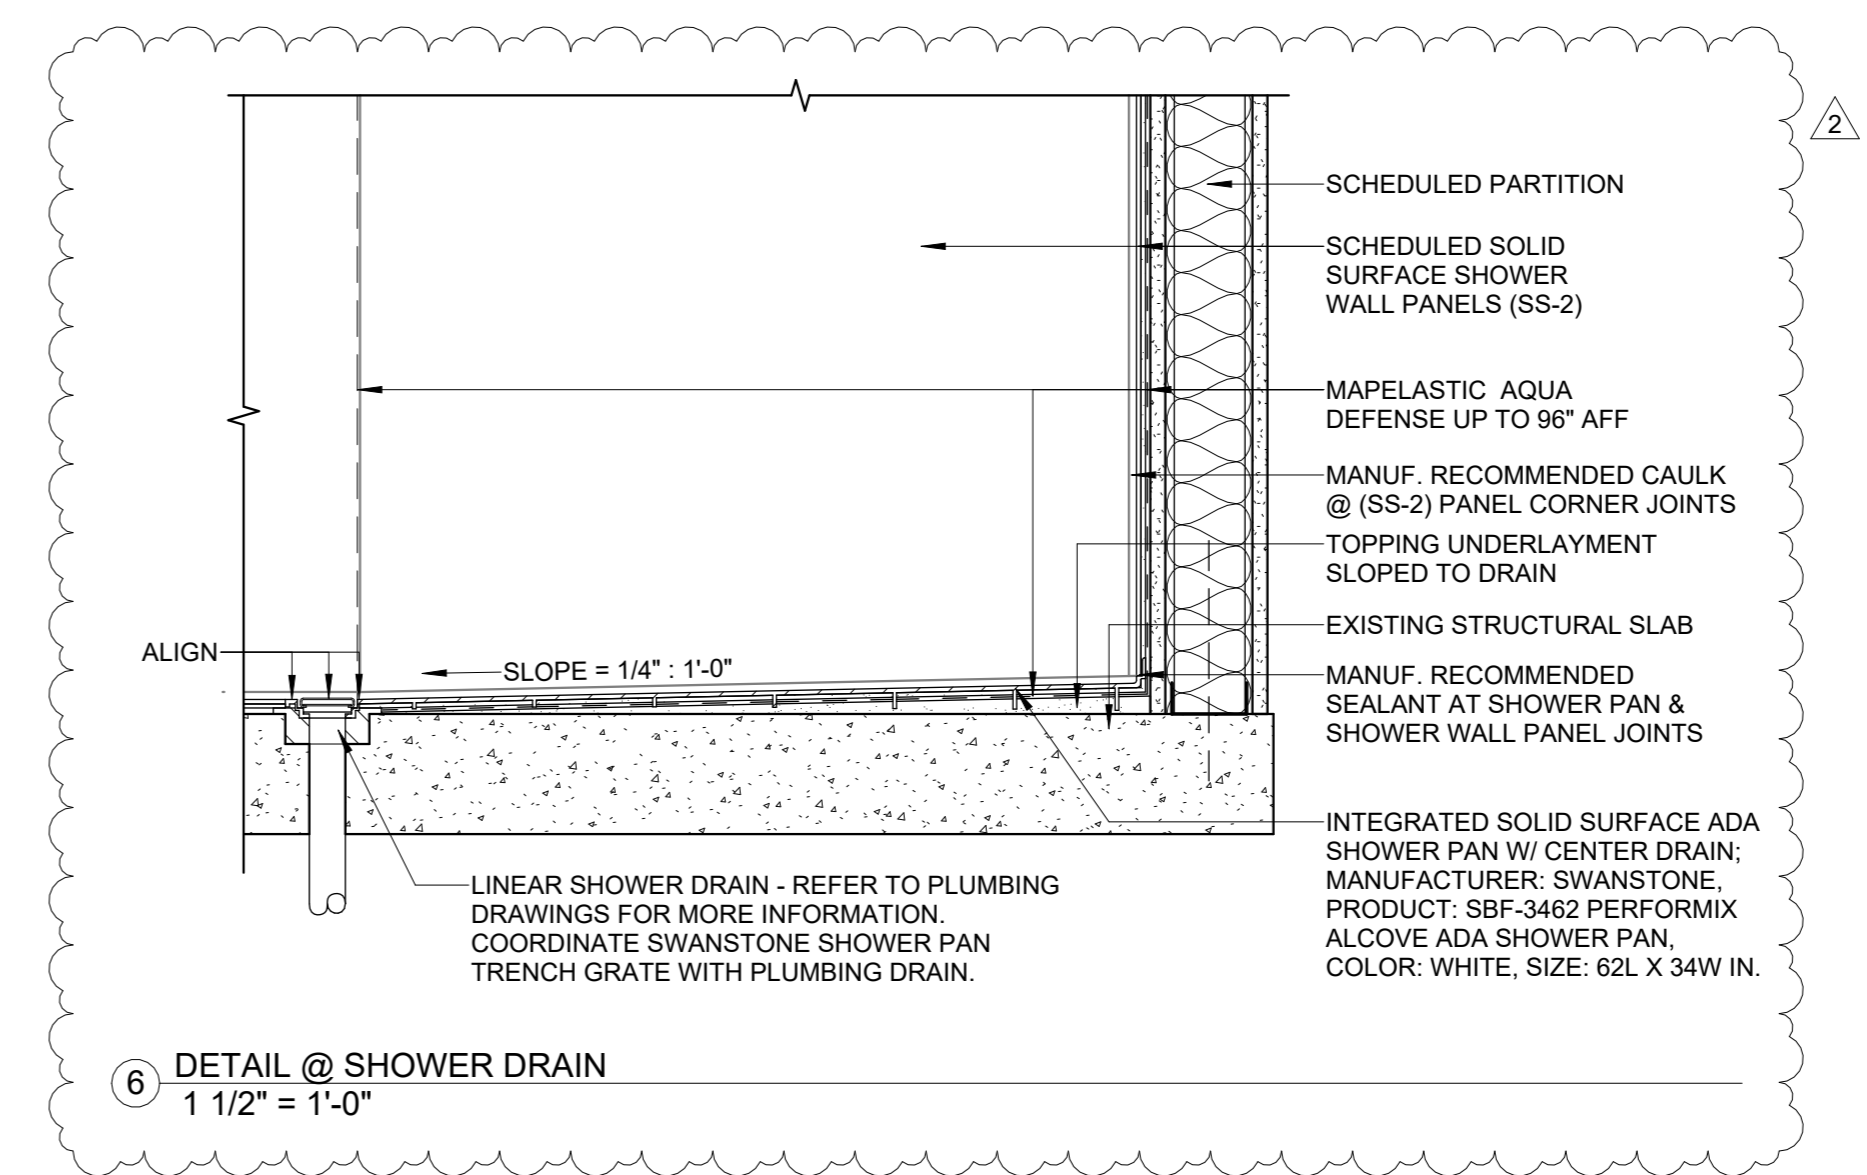 2
SCHEDULED PARTITION
SCHEDULED SOLID
SURFACE SHOWER
WALL PANELS (SS-2)
MAPELASTIC AQUA
DEFENSE UP TO 96" AFF
MANUF. RECOMMENDED CAULK
@ (SS-2) PANEL CORNER JOINTS
TOPPING UNDERLAYMENT
SLOPED TO DRAIN
EXISTING STRUCTURAL SLAB
ALIGN
SLOPE = 1/4" : 1'-0"
MANUF. RECOMMENDED
SEALANT AT SHOWER PAN &
SHOWER WALL PANEL JOINTS
INTEGRATED SOLID SURFACE ADA
SHOWER PAN W/ CENTER DRAIN;
MANUFACTURER: SWANSTONE,
PRODUCT: SBF-3462 PERFORMIX
ALCOVE ADA SHOWER PAN,
COLOR: WHITE, SIZE: 62L X 34W IN.
LINEAR SHOWER DRAIN - REFER TO PLUMBING
DRAWINGS FOR MORE INFORMATION.
COORDINATE SWANSTONE SHOWER PAN
TRENCH GRATE WITH PLUMBING DRAIN.
6 DETAIL @ SHOWER DRAIN
1 1/2" = 1'-0"